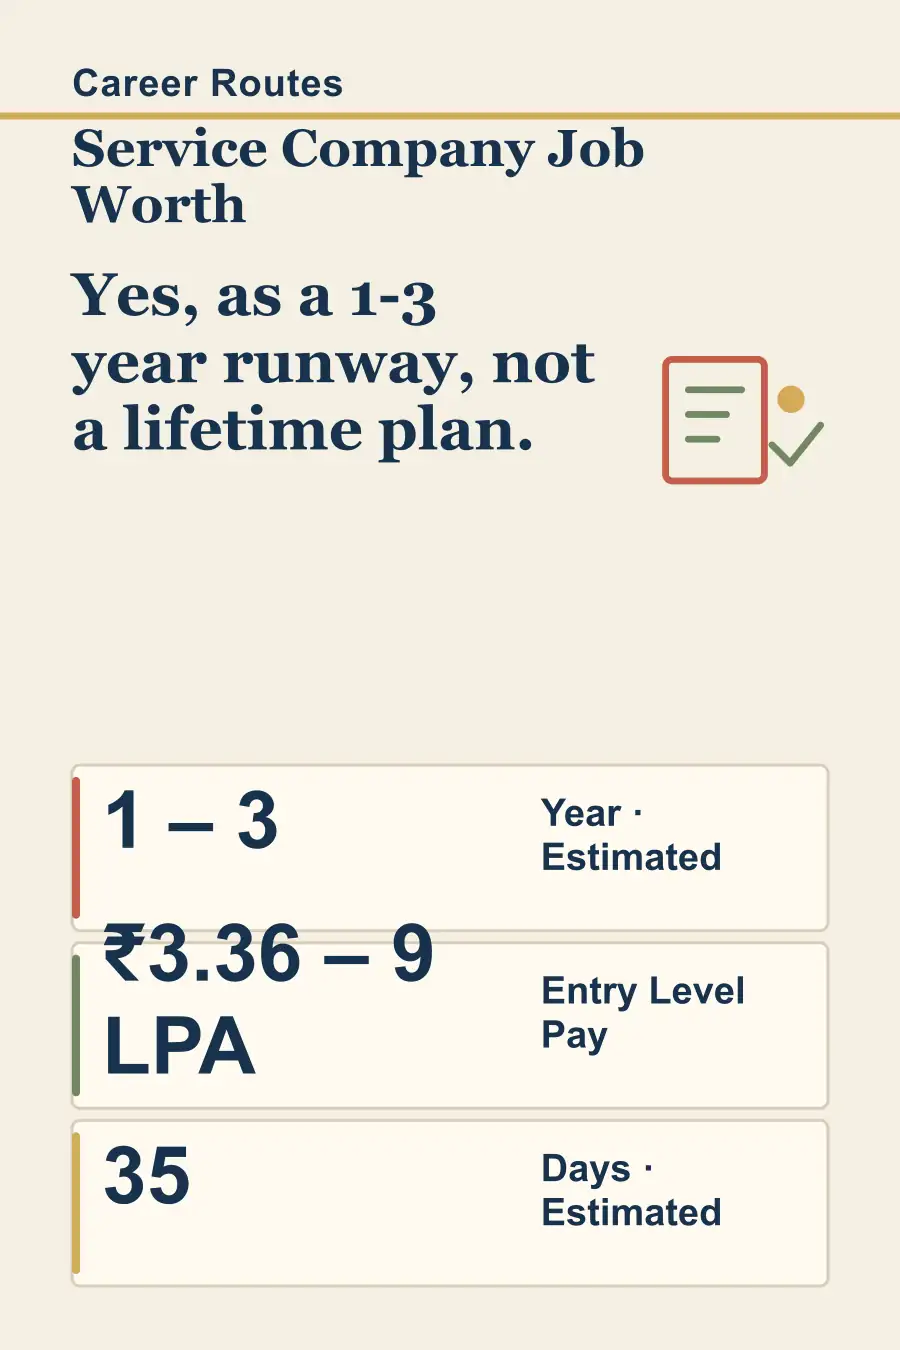 Career Routes
Service Company Job
Worth
Yes, as a 1-3
year runway, not
a lifetime plan.
1 – 3
Year ·
Estimated
₹3.36 – 9
LPA
Entry Level
Pay
35
Days ·
Estimated